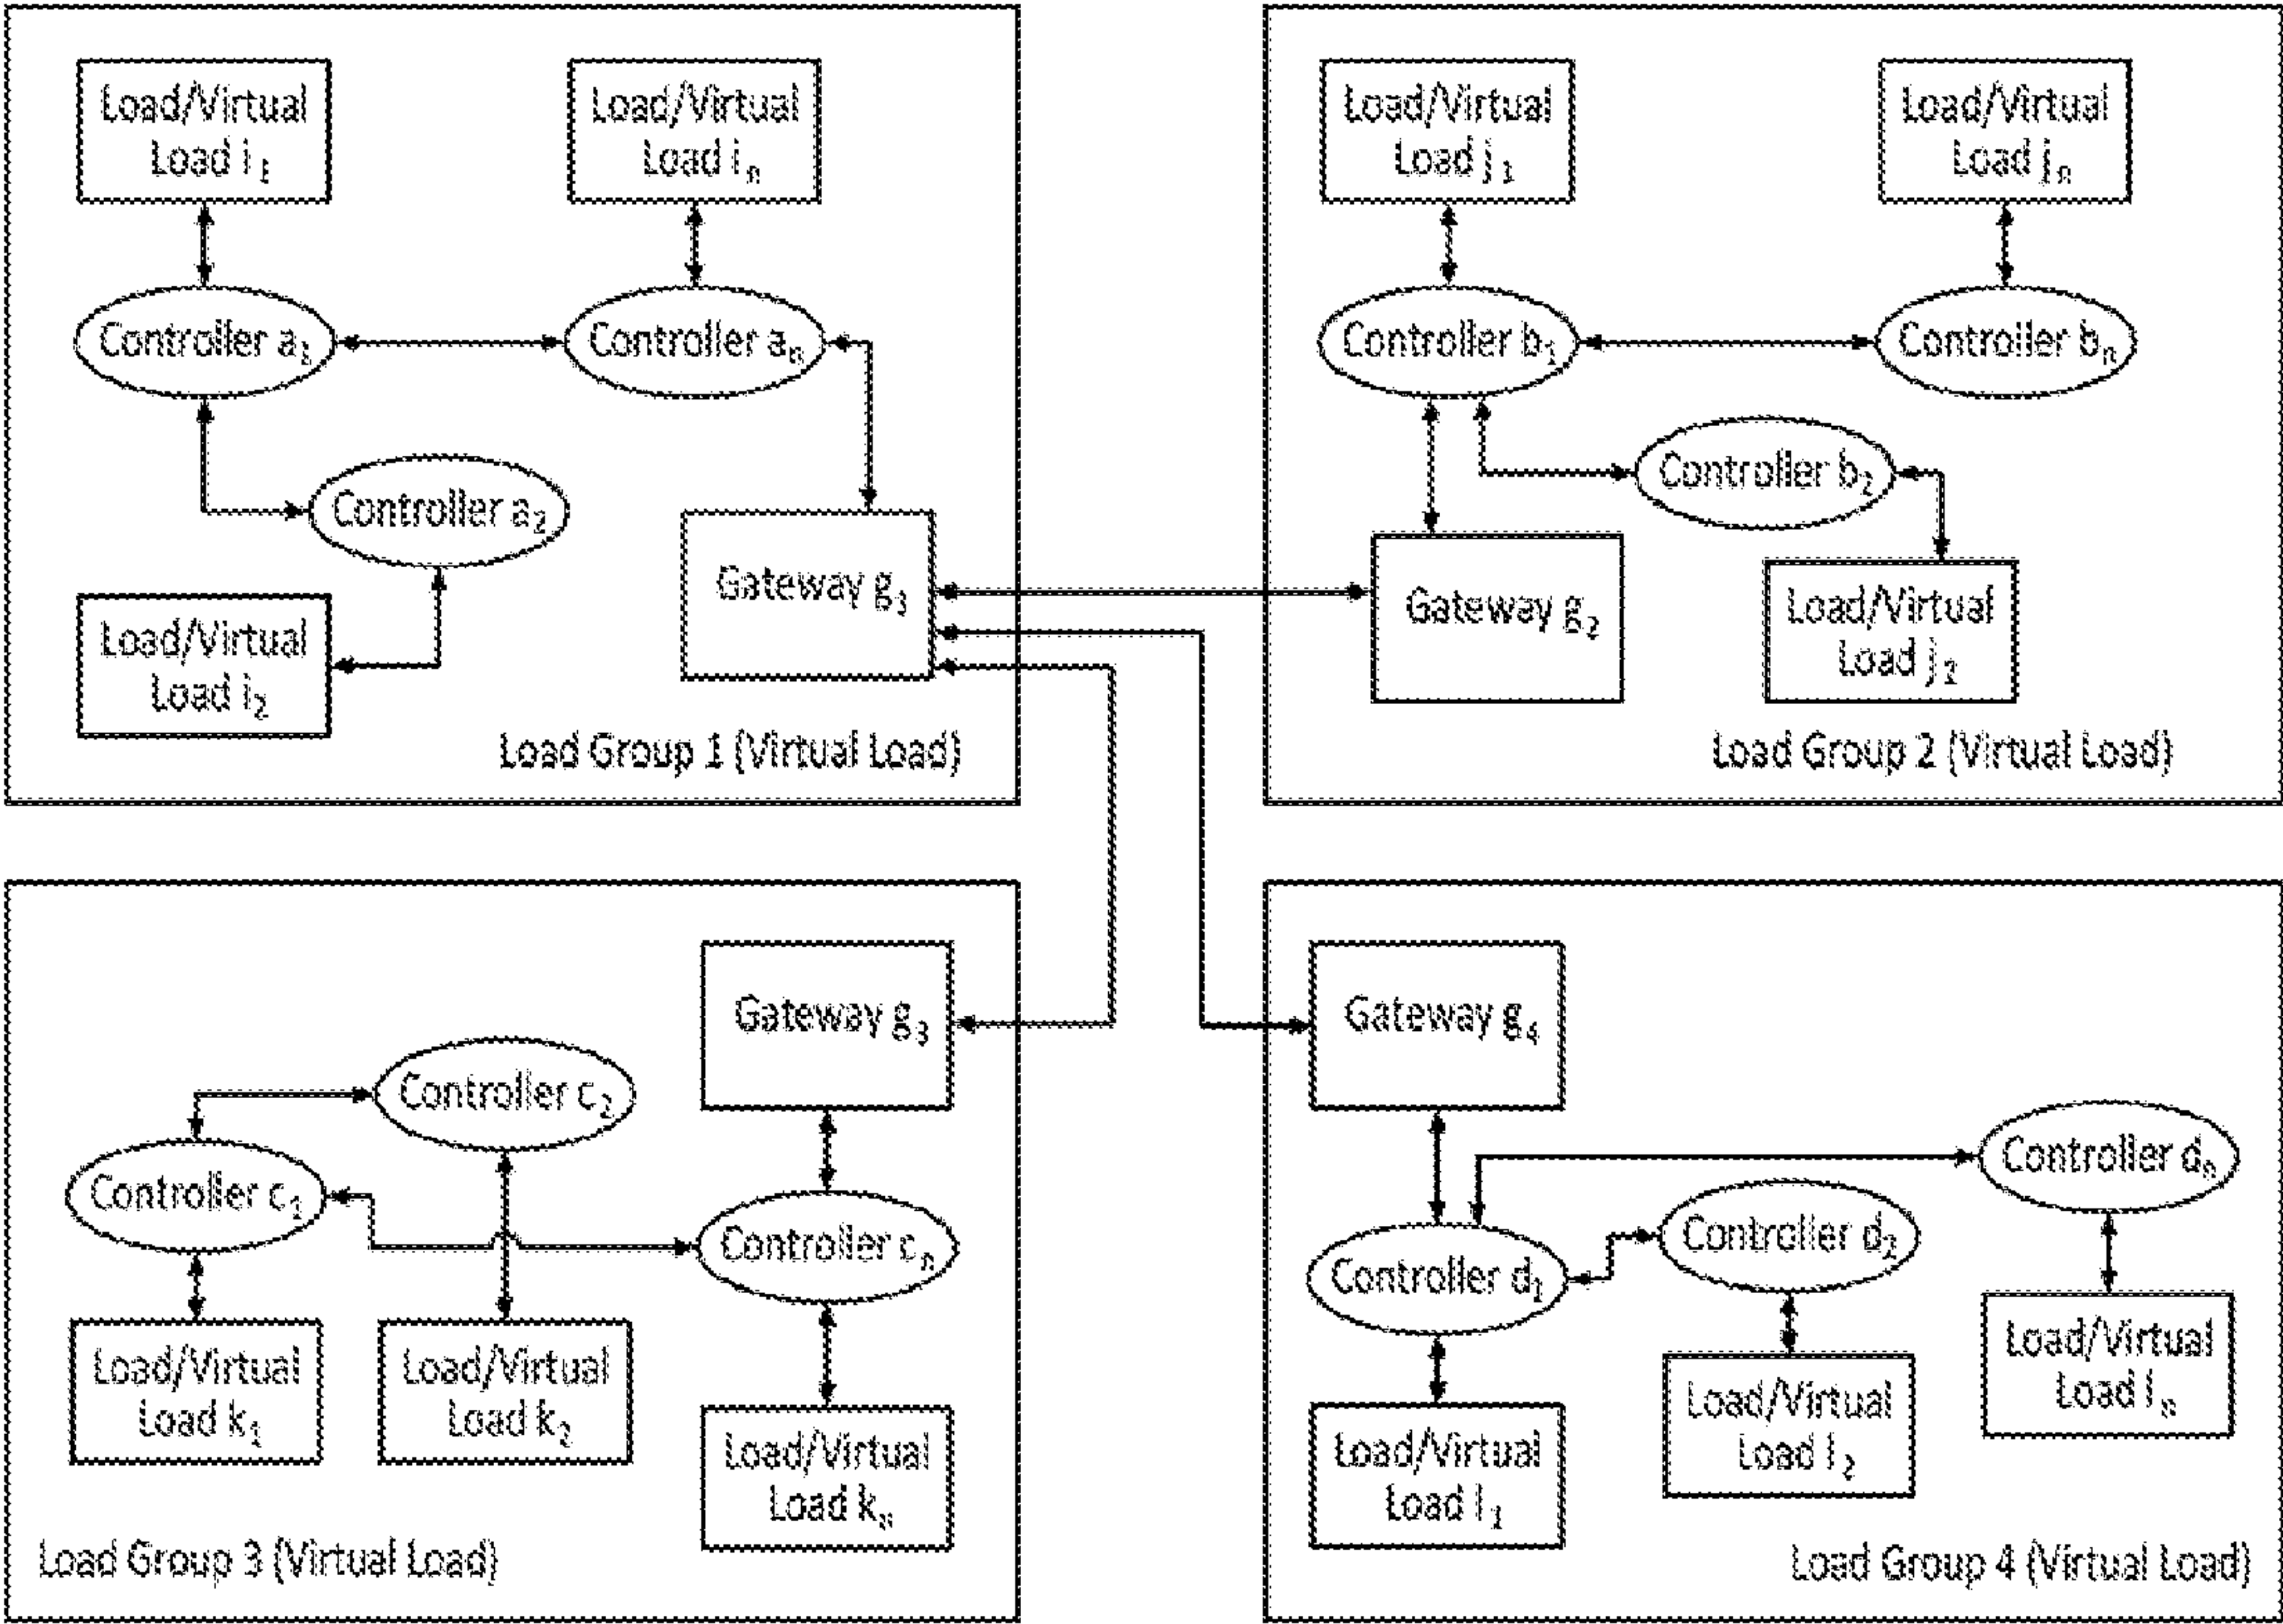 Load/Virtual
Load i₁
Load/Virtual
Load iₙ
Controller a₁
Controller aₙ
Controller a₂
Load/Virtual
Load i₂
Gateway g₁
Load Group 1 (Virtual Load)
Load/Virtual
Load j₁
Load/Virtual
Load jₙ
Controller b₁
Controller bₙ
Controller b₂
Gateway g₂
Load/Virtual
Load j₂
Load Group 2 (Virtual Load)
Gateway g₃
Controller c₂
Controller c₁
Controller cₙ
Load/Virtual
Load k₁
Load/Virtual
Load k₂
Load/Virtual
Load kₙ
Load Group 3 (Virtual Load)
Gateway g₄
Controller dₙ
Controller d₂
Controller d₁
Load/Virtual
Load lₙ
Load/Virtual
Load l₂
Load/Virtual
Load l₁
Load Group 4 (Virtual Load)